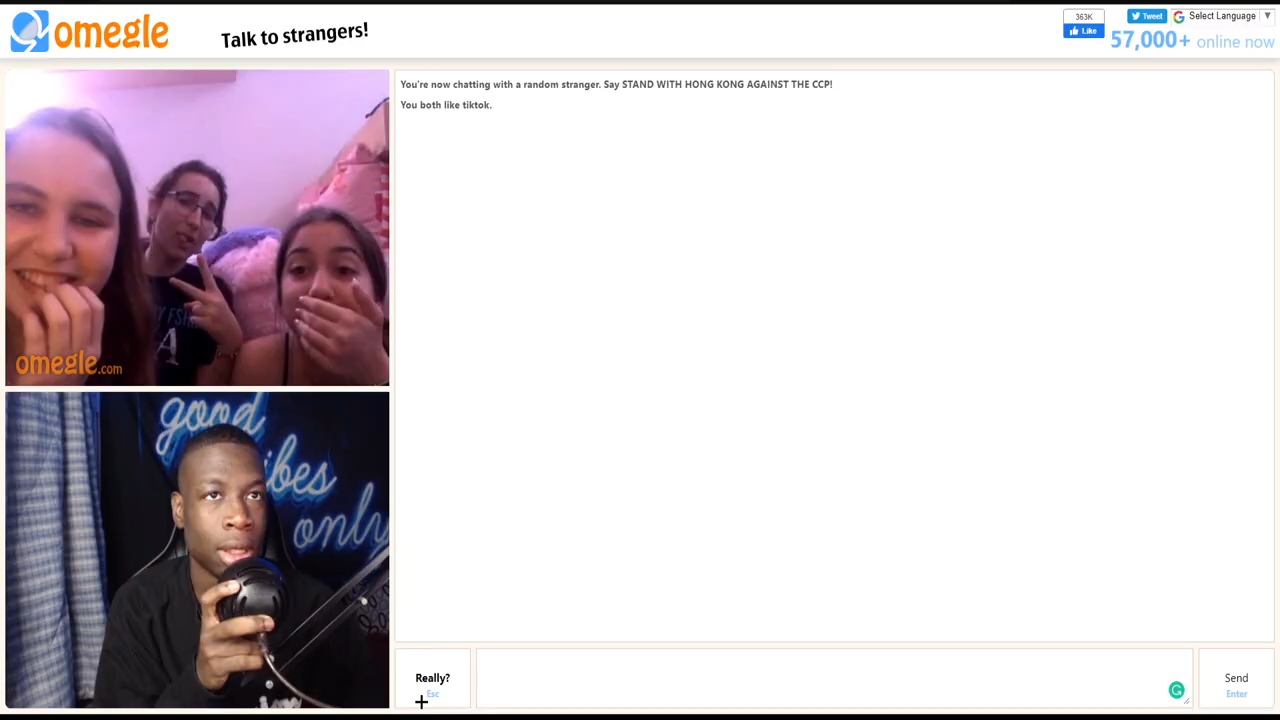 omegle
Talk to strangers!
363K
Like
Tweet
Select Language
57,000+ online now
You're now chatting with a random stranger. Say STAND WITH HONG KONG AGAINST THE CCP!
You both like tiktok.
A
omegle.com
good
ibes
only
Really?
Esc
Send
Enter